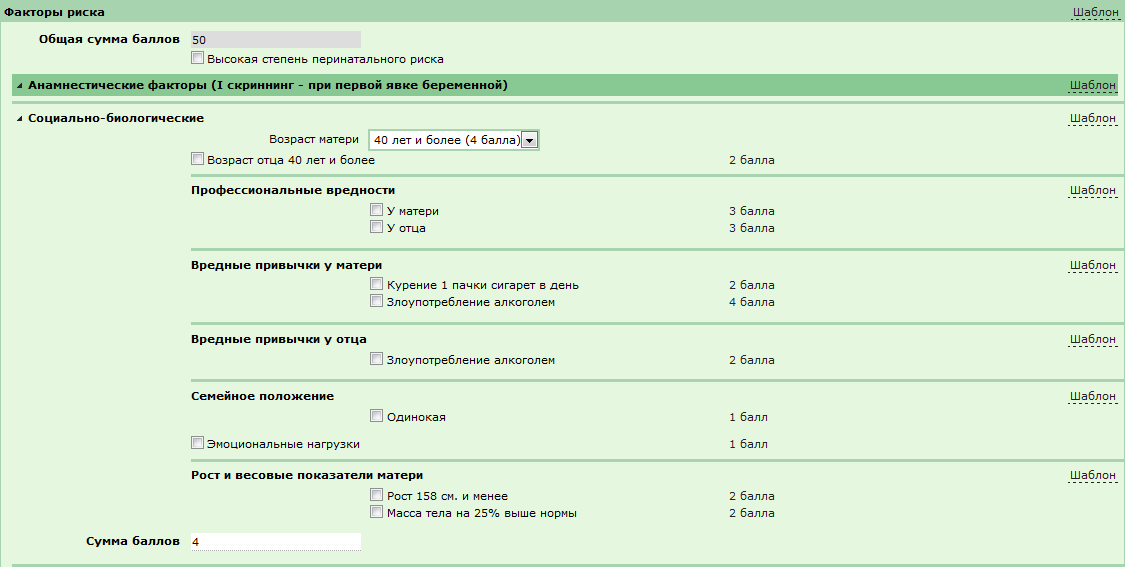 Факторы риска Шаблон
Общая сумма баллов 50
Высокая степень перинатального риска
Анамнестические факторы (I скриннинг - при первой явке беременной) Шаблон
Социально-биологические Шаблон
Возраст матери 40 лет и более (4 балла)
Возраст отца 40 лет и более 2 балла
Профессиональные вредности Шаблон
У матери 3 балла
У отца 3 балла
Вредные привычки у матери Шаблон
Курение 1 пачки сигарет в день 2 балла
Злоупотребление алкоголем 4 балла
Вредные привычки у отца Шаблон
Злоупотребление алкоголем 2 балла
Семейное положение Шаблон
Одинокая 1 балл
Эмоциональные нагрузки 1 балл
Рост и весовые показатели матери Шаблон
Рост 158 см. и менее 2 балла
Масса тела на 25% выше нормы 2 балла
Сумма баллов 4